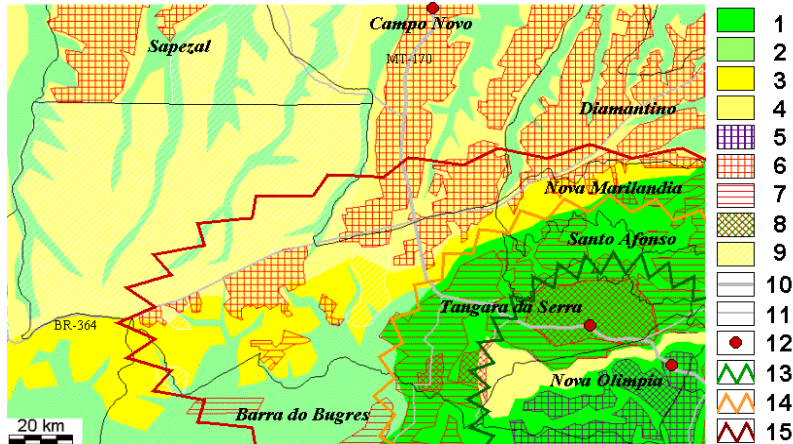 Campo Novo
Sapezal
MT-170
Diamantino
Nova Marilandia
Santo Afonso
Tangara da Serra
BR-364
Nova Olimpia
Barra do Bugres
20 km
1
2
3
4
5
6
7
8
9
10
11
12
13
14
15